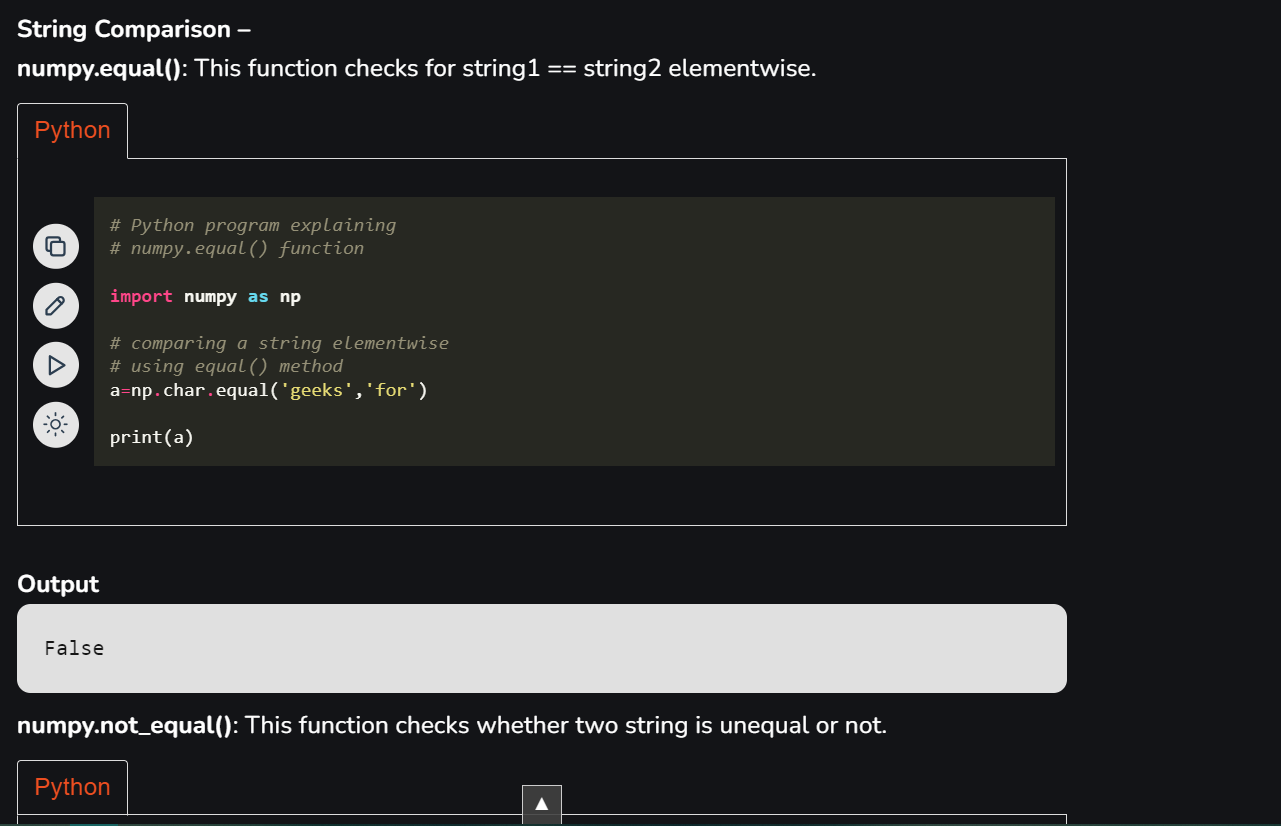 String Comparison –
numpy.equal(): This function checks for string1 == string2 elementwise.
Python
# Python program explaining
# numpy.equal() function
import numpy as np
# comparing a string elementwise
# using equal() method
a=np.char.equal('geeks','for')
print(a)
Output
False
numpy.not_equal(): This function checks whether two string is unequal or not.
Python